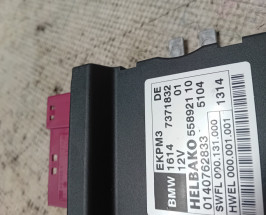 EKPM3 DE
1614 7371832
12V 01
BMW
HELBAKO 558921 10
0140762833 5104
SWFL 090.131.000
HWEL 000.001.001 1314